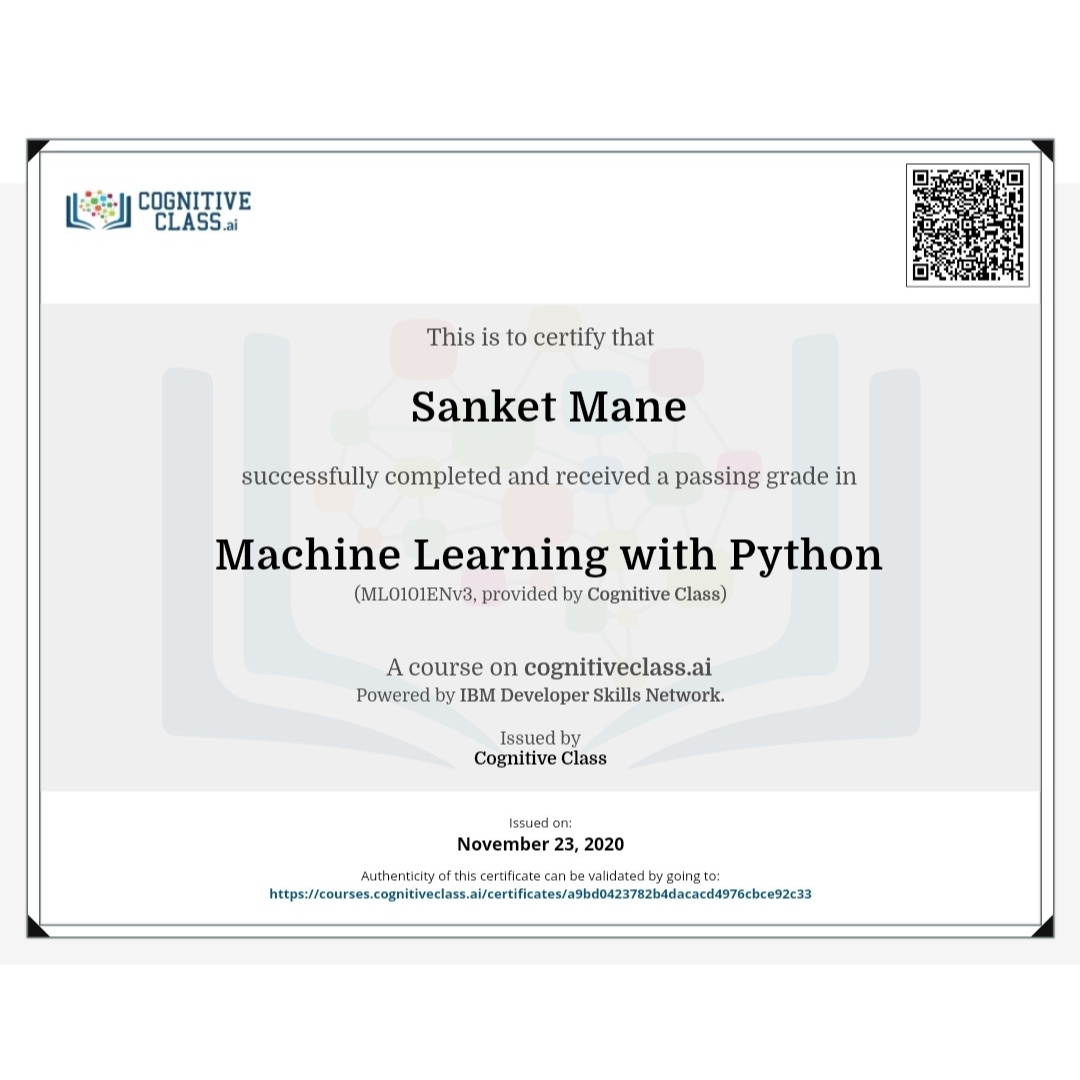 COGNITIVE
CLASS.ai
This is to certify that
Sanket Mane
successfully completed and received a passing grade in
Machine Learning with Python
(ML0101ENv3, provided by Cognitive Class)
A course on cognitiveclass.ai
Powered by IBM Developer Skills Network.
Issued by
Cognitive Class
Issued on:
November 23, 2020
Authenticity of this certificate can be validated by going to:
https://courses.cognitiveclass.ai/certificates/a9bd0423782b4dacacd4976cbce92c33